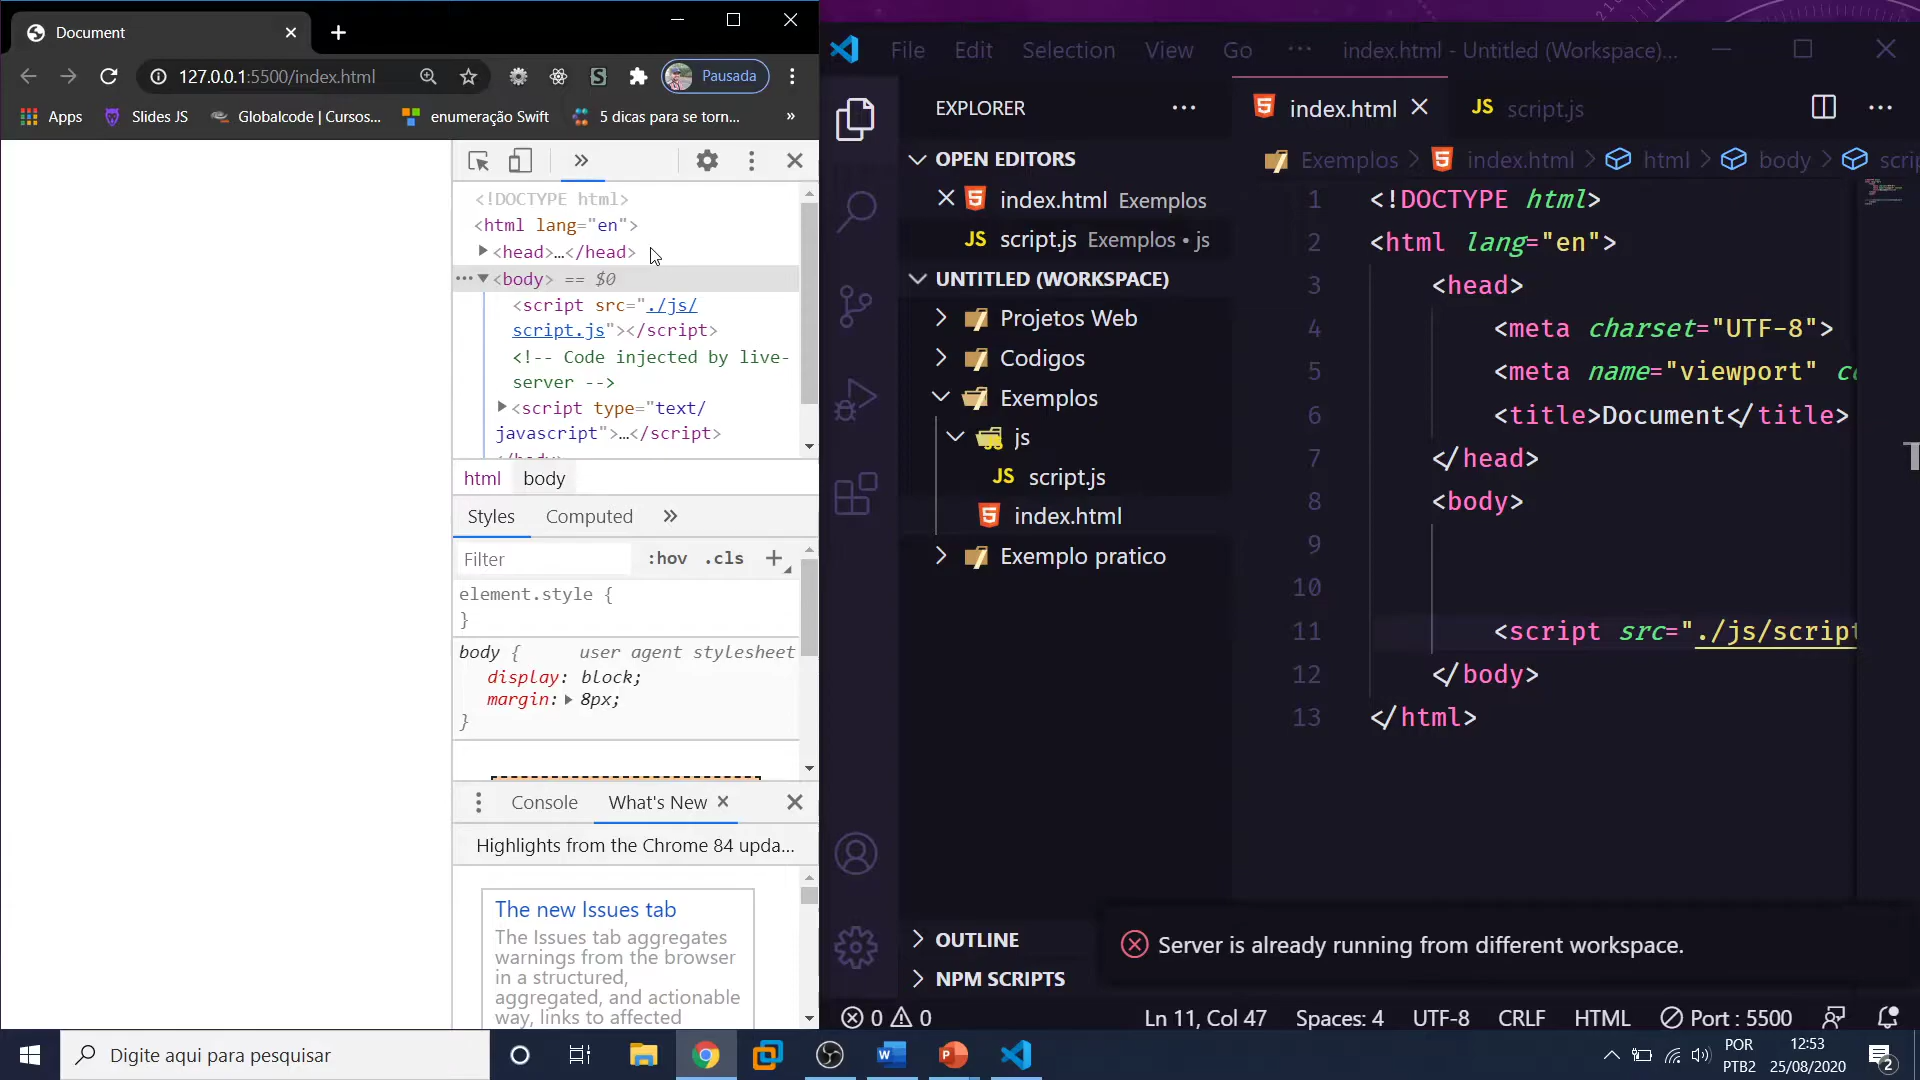 Document
127.0.0.1:5500/index.html
Pausada
Apps
Slides JS
Globalcode | Cursos...
enumeração Swift
5 dicas para se torn...
»
»
<!DOCTYPE html>
<html lang="en">
<head>…</head>
<body> == $0
<script src="./js/
script.js"></script>
<!-- Code injected by live-
server -->
<script type="text/
javascript">…</script>
</body>
html body
Styles Computed »
Filter :hov .cls +
element.style {
}
body { user agent stylesheet
display: block;
margin: 8px;
}
Console What's New
Highlights from the Chrome 84 upda...
The new Issues tab
The Issues tab aggregates
warnings from the browser
in a structured,
aggregated, and actionable
way, links to affected
File Edit Selection View Go ··· index.html - Untitled (Workspace)...
EXPLORER
OPEN EDITORS
index.html Exemplos
JS script.js Exemplos • js
UNTITLED (WORKSPACE)
Projetos Web
Codigos
Exemplos
js
JS script.js
index.html
Exemplo pratico
OUTLINE
NPM SCRIPTS
index.html
JS script.js
Exemplos > index.html > html > body > scrip
1 <!DOCTYPE html>
2 <html lang="en">
3 <head>
4 <meta charset="UTF-8">
5 <meta name="viewport" co
6 <title>Document</title>
7 </head>
8 <body>
9
10
11 <script src="./js/script
12 </body>
13 </html>
Server is already running from different workspace.
0 0
Ln 11, Col 47 Spaces: 4 UTF-8 CRLF HTML Port : 5500
Digite aqui para pesquisar
POR
PTB2
12:53
25/08/2020
2